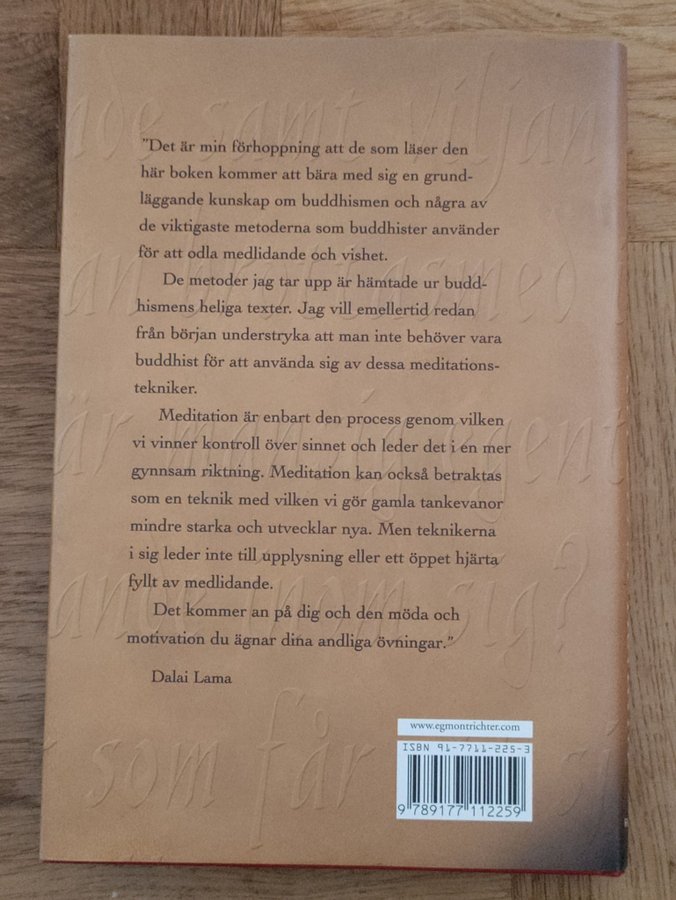 nde samt viljan
”Det är min förhoppning att de som läser den
här boken kommer att bära med sig en grund-
läggande kunskap om buddhismen och några av
de viktigaste metoderna som buddhister använder
för att odla medlidande och vishet.
De metoder jag tar upp är hämtade ur budd-
hismens heliga texter. Jag vill emellertid redan
från början understryka att man inte behöver vara
buddhist för att använda sig av dessa meditations-
tekniker.
Meditation är enbart den process genom vilken
vi vinner kontroll över sinnet och leder det i en mer
gynnsam riktning. Meditation kan också betraktas
som en teknik med vilken vi gör gamla tankevanor
mindre starka och utvecklar nya. Men teknikerna
i sig leder inte till upplysning eller ett öppet hjärta
fyllt av medlidande.
Det kommer an på dig och den möda och
motivation du ägnar dina andliga övningar.”
Dalai Lama
www.egmontrichter.com
ISBN 91-7711-225-3
9 789177 112259
som får